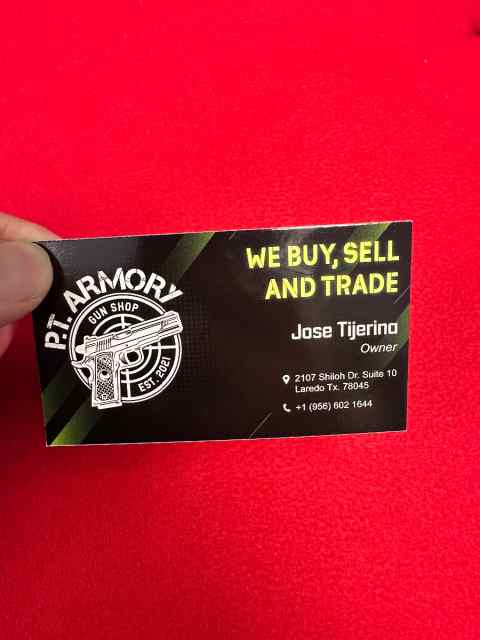 P.T. ARMORY
GUN SHOP
EST. 2021
WE BUY, SELL
AND TRADE
Jose Tijerina
Owner
2107 Shiloh Dr. Suite 10
Laredo Tx. 78045
+1 (956) 602 1644